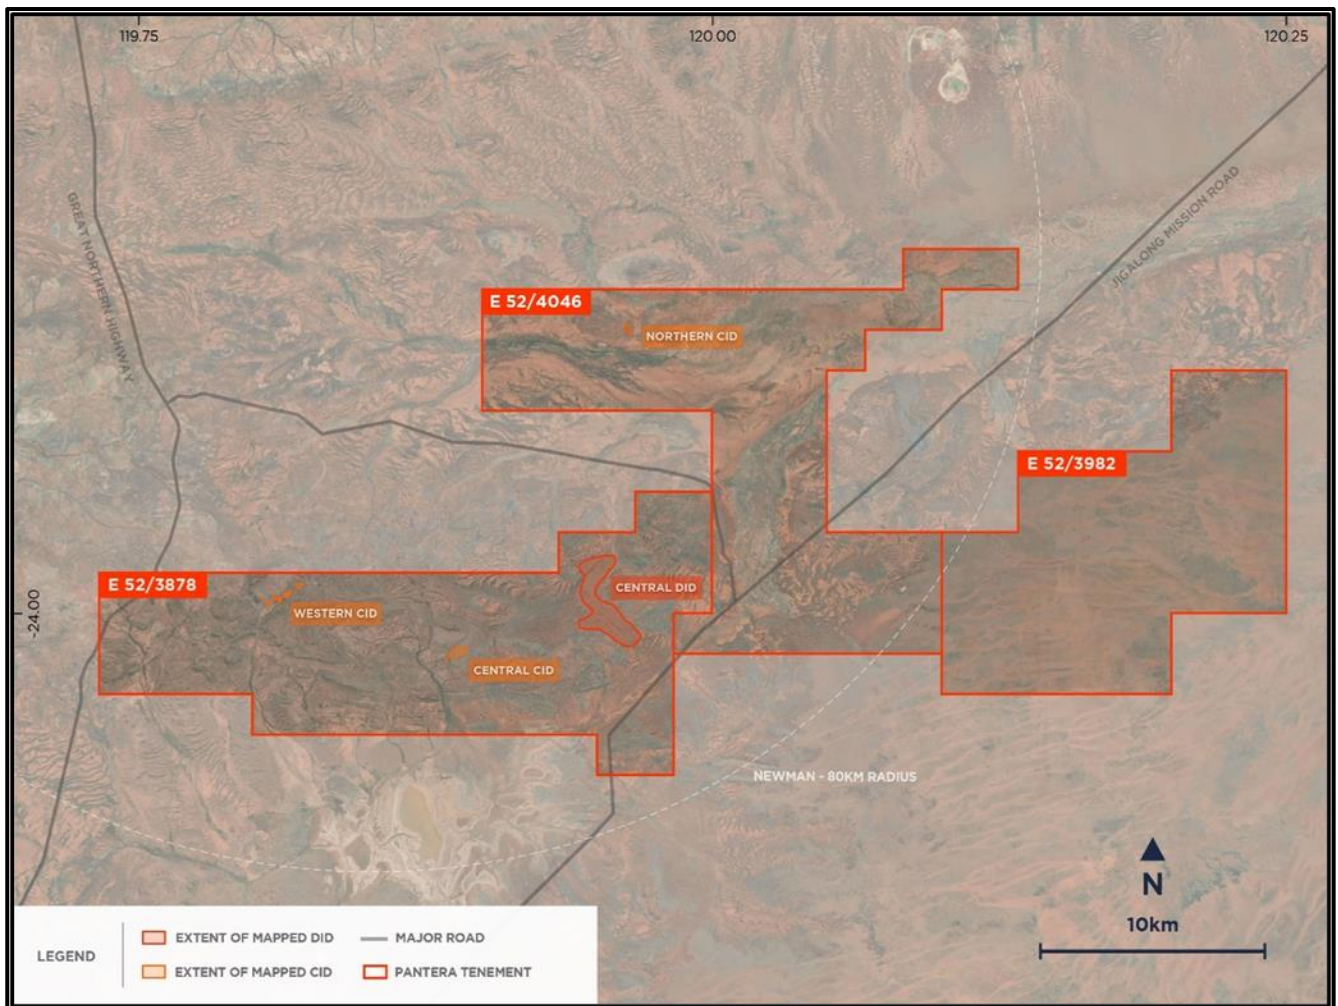 119.75
120.00
120.25
GREAT NORTHERN HIGHWAY
JIGALONG MISSION ROAD
E 52/4046
NORTHERN CID
E 52/3982
E 52/3878
CENTRAL DID
WESTERN CID
-24.00
CENTRAL CID
NEWMAN - 80KM RADIUS
N
10km
LEGEND
EXTENT OF MAPPED DID
MAJOR ROAD
EXTENT OF MAPPED CID
PANTERA TENEMENT